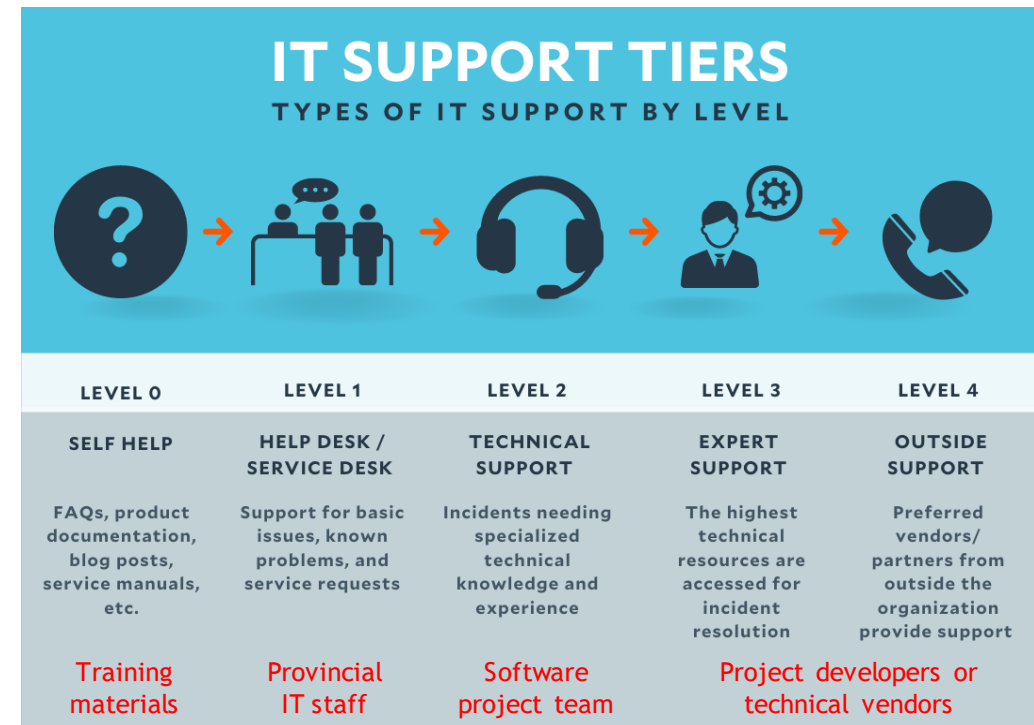 IT SUPPORT TIERS
TYPES OF IT SUPPORT BY LEVEL
?
LEVEL 0
LEVEL 1
LEVEL 2
LEVEL 3
LEVEL 4
SELF HELP
HELP DESK /
SERVICE DESK
TECHNICAL
SUPPORT
EXPERT
SUPPORT
OUTSIDE
SUPPORT
FAQs, product
documentation,
blog posts,
service manuals,
etc.
Support for basic
issues, known
problems, and
service requests
Incidents needing
specialized
technical
knowledge and
experience
The highest
technical
resources are
accessed for
incident
resolution
Preferred
vendors/
partners from
outside the
organization
provide support
Training
materials
Provincial
IT staff
Software
project team
Project developers or
technical vendors